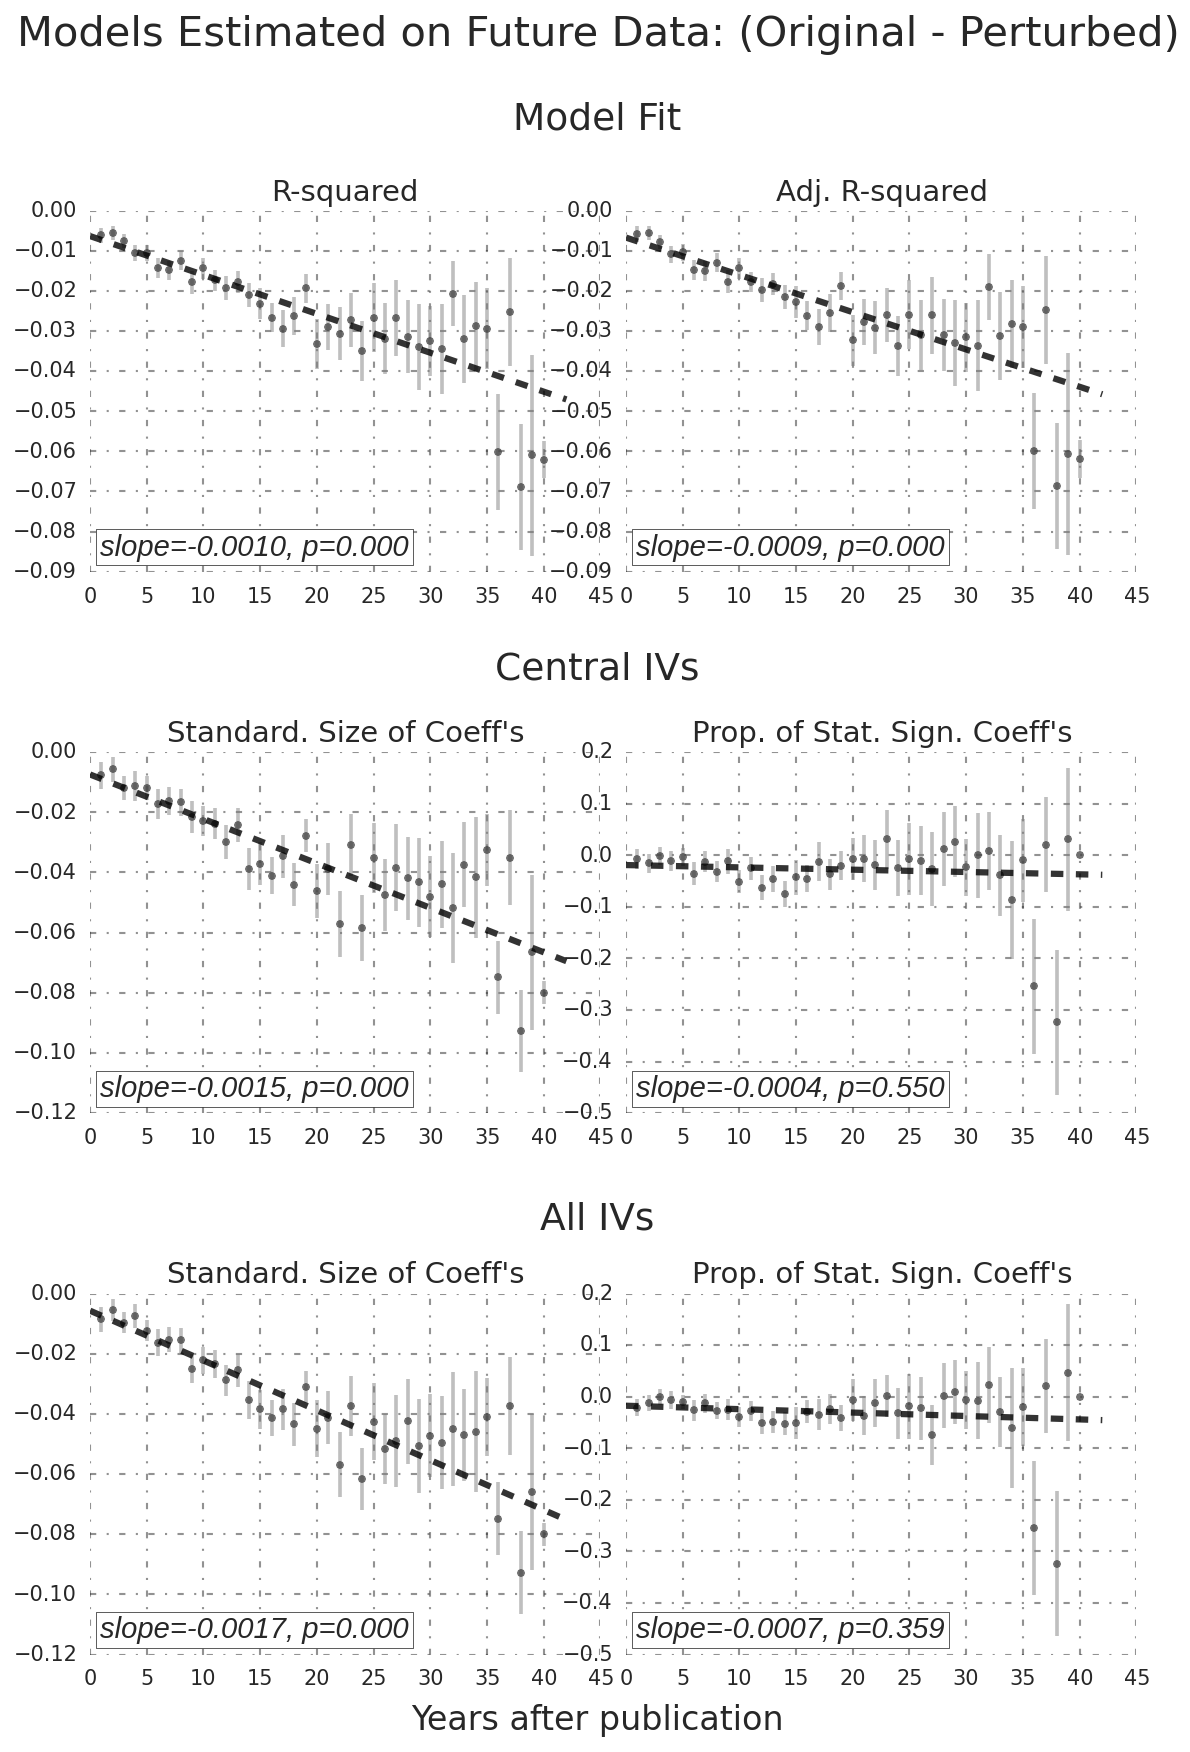 Models Estimated on Future Data: (Original - Perturbed)
Model Fit
R-squared
Adj. R-squared
0.00
−0.01
−0.02
−0.03
−0.04
−0.05
−0.06
−0.07
−0.08
−0.09
slope=-0.0010, p=0.000
0 5 10 15 20 25 30 35 40 45
0.00
−0.01
−0.02
−0.03
−0.04
−0.05
−0.06
−0.07
−0.08
−0.09
slope=-0.0009, p=0.000
0 5 10 15 20 25 30 35 40 45
Central IVs
Standard. Size of Coeff's
Prop. of Stat. Sign. Coeff's
0.00
−0.02
−0.04
−0.06
−0.08
−0.10
−0.12
slope=-0.0015, p=0.000
0 5 10 15 20 25 30 35 40 45
0.2
0.1
0.0
−0.1
−0.2
−0.3
−0.4
−0.5
slope=-0.0004, p=0.550
0 5 10 15 20 25 30 35 40 45
All IVs
Standard. Size of Coeff's
Prop. of Stat. Sign. Coeff's
0.00
−0.02
−0.04
−0.06
−0.08
−0.10
−0.12
slope=-0.0017, p=0.000
0 5 10 15 20 25 30 35 40 45
0.2
0.1
0.0
−0.1
−0.2
−0.3
−0.4
−0.5
slope=-0.0007, p=0.359
0 5 10 15 20 25 30 35 40 45
Years after publication